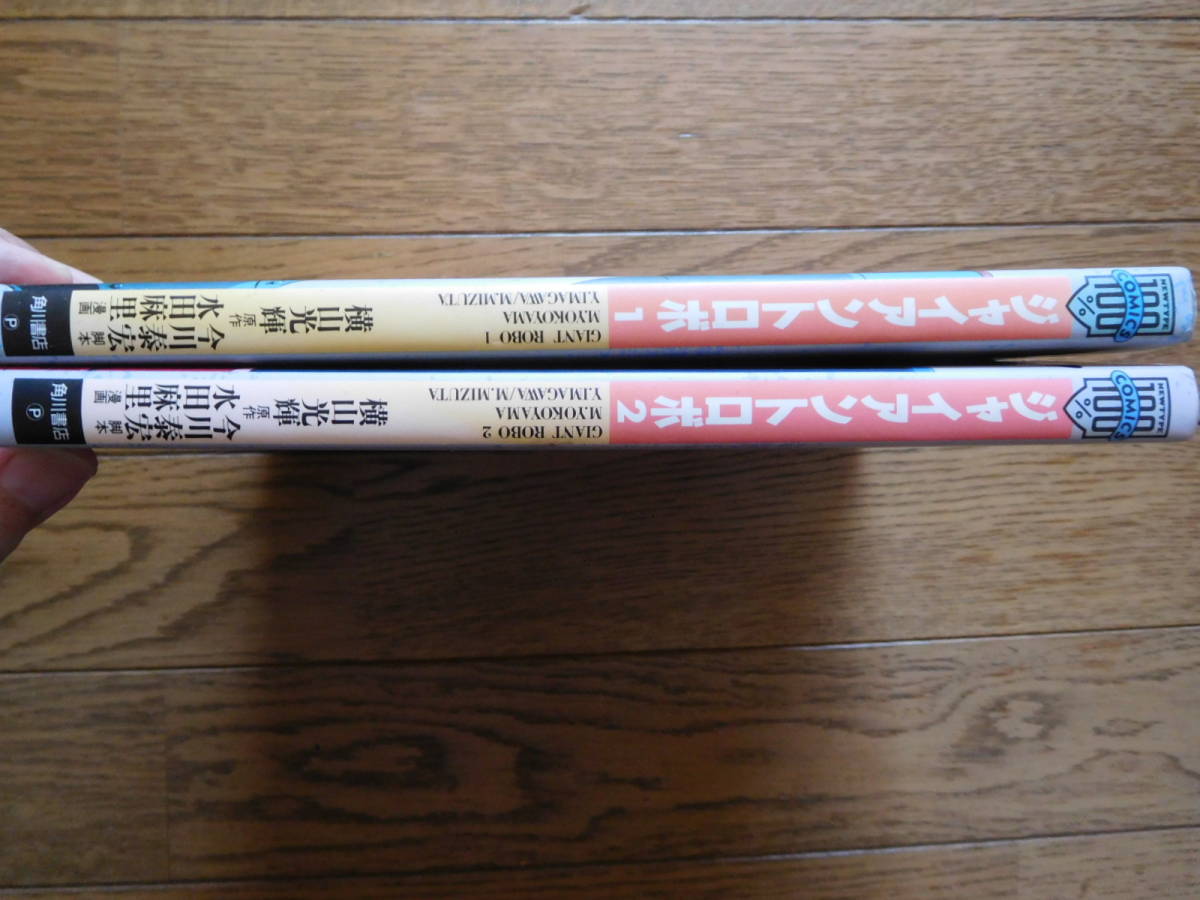 NEWTYPE
100%
COMICS
ジャイアントロボ 1
GIANT ROBO 1
M.YOKOYAMA
Y.IMAGAWA/M.MIZUTA
原作
横山光輝
脚本
今川泰宏
漫画
水田麻里
角川書店
P
NEWTYPE
100%
COMICS
ジャイアントロボ 2
GIANT ROBO 2
M.YOKOYAMA
Y.IMAGAWA/M.MIZUTA
原作
横山光輝
脚本
今川泰宏
漫画
水田麻里
角川書店
P